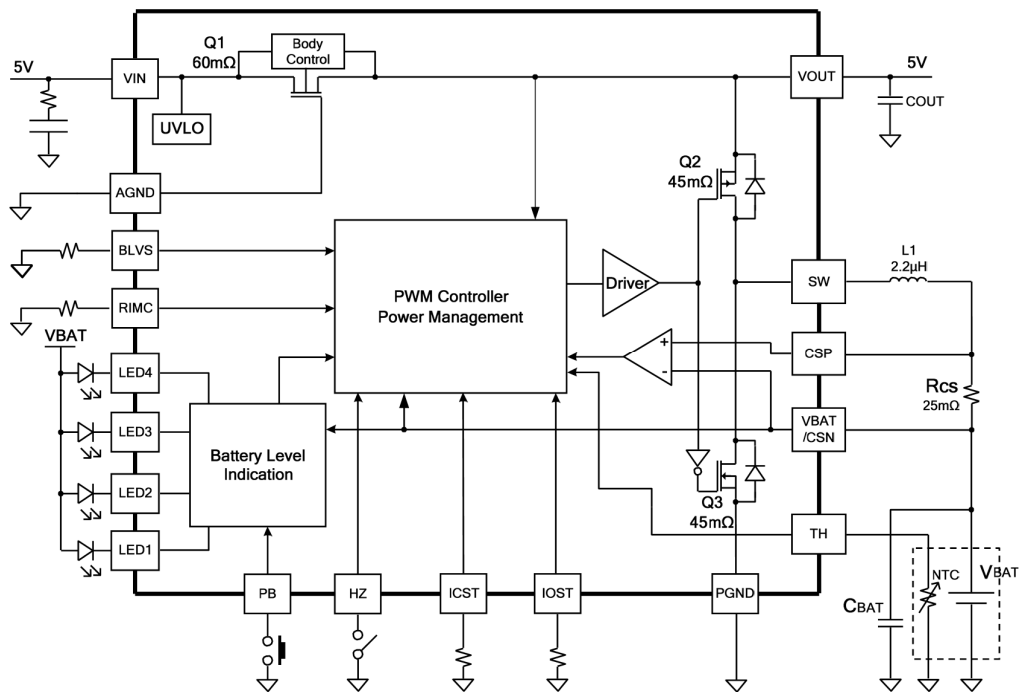 Q1
60mΩ
Body
Control
5V
VIN
UVLO
VOUT
5V
COUT
AGND
Q2
45mΩ
BLVS
RIMC
VBAT
PWM Controller
Power Management
Driver
SW
L1
2.2µH
CSP
+
-
RCS
25mΩ
VBAT
/CSN
LED4
LED3
LED2
LED1
Battery Level
Indication
Q3
45mΩ
TH
PB
HZ
ICST
IOST
PGND
CBAT
NTC
VBAT